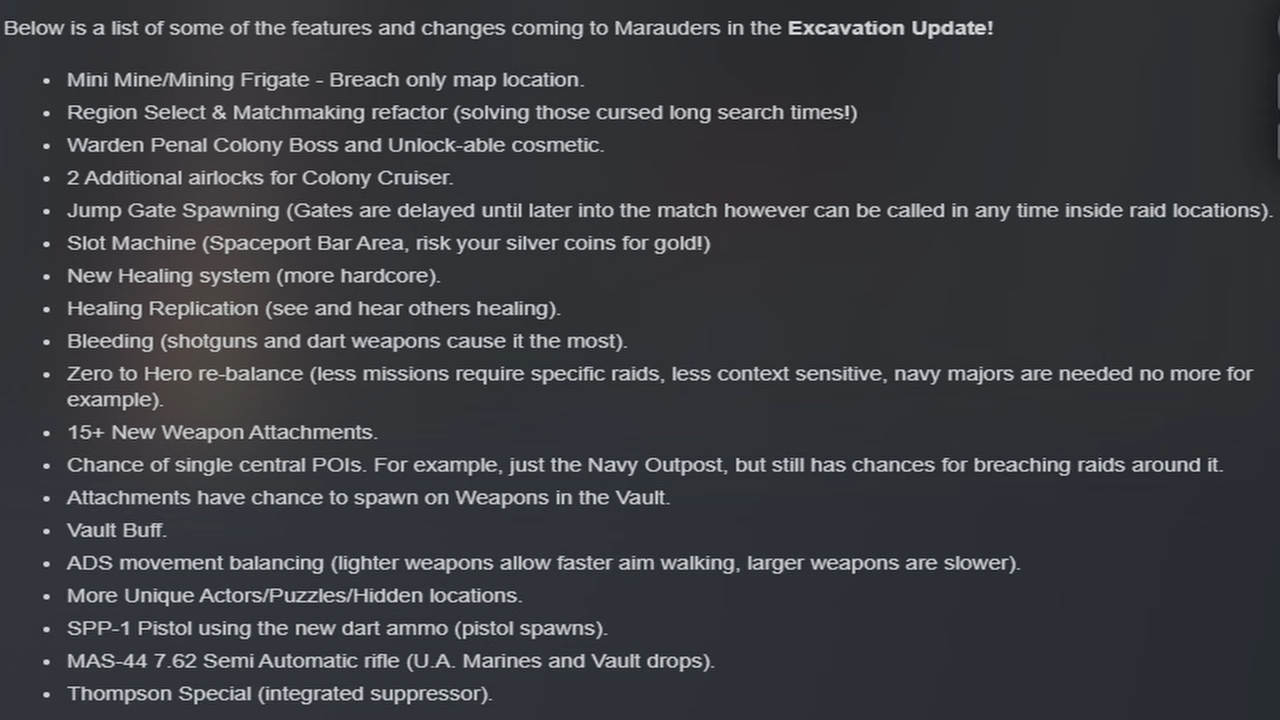 Below is a list of some of the features and changes coming to Marauders in the Excavation Update!
• Mini Mine/Mining Frigate - Breach only map location.
• Region Select & Matchmaking refactor (solving those cursed long search times!)
• Warden Penal Colony Boss and Unlock-able cosmetic.
• 2 Additional airlocks for Colony Cruiser.
• Jump Gate Spawning (Gates are delayed until later into the match however can be called in any time inside raid locations).
• Slot Machine (Spaceport Bar Area, risk your silver coins for gold!)
• New Healing system (more hardcore).
• Healing Replication (see and hear others healing).
• Bleeding (shotguns and dart weapons cause it the most).
• Zero to Hero re-balance (less missions require specific raids, less context sensitive, navy majors are needed no more for
example).
• 15+ New Weapon Attachments.
• Chance of single central POIs. For example, just the Navy Outpost, but still has chances for breaching raids around it.
• Attachments have chance to spawn on Weapons in the Vault.
• Vault Buff.
• ADS movement balancing (lighter weapons allow faster aim walking, larger weapons are slower).
• More Unique Actors/Puzzles/Hidden locations.
• SPP-1 Pistol using the new dart ammo (pistol spawns).
• MAS-44 7.62 Semi Automatic rifle (U.A. Marines and Vault drops).
• Thompson Special (integrated suppressor).